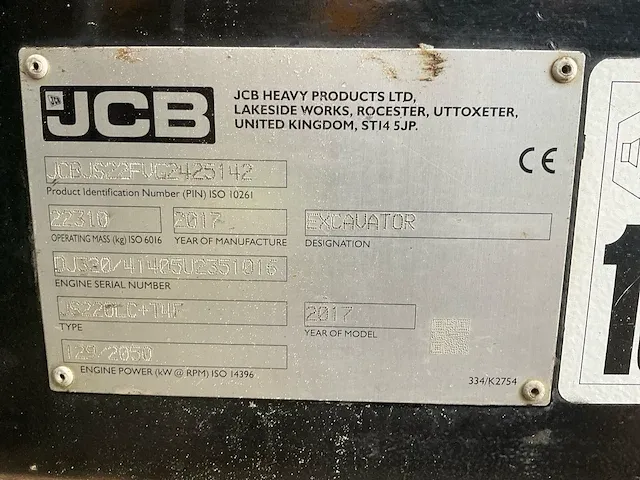 JCB
JCB HEAVY PRODUCTS LTD,
LAKESIDE WORKS, ROCESTER, UTTOXETER,
UNITED KINGDOM, ST14 5JP.
CE
JCBJS22FVC2425142
Product Identification Number (PIN) ISO 10261
22310 2017 EXCAVATOR
OPERATING MASS (kg) ISO 6016 YEAR OF MANUFACTURE DESIGNATION
DJ320/41405U2551016
ENGINE SERIAL NUMBER
JS220LC+T4F 2017
TYPE YEAR OF MODEL
129/2050
ENGINE POWER (kW @ RPM) ISO 14396
334/K2754